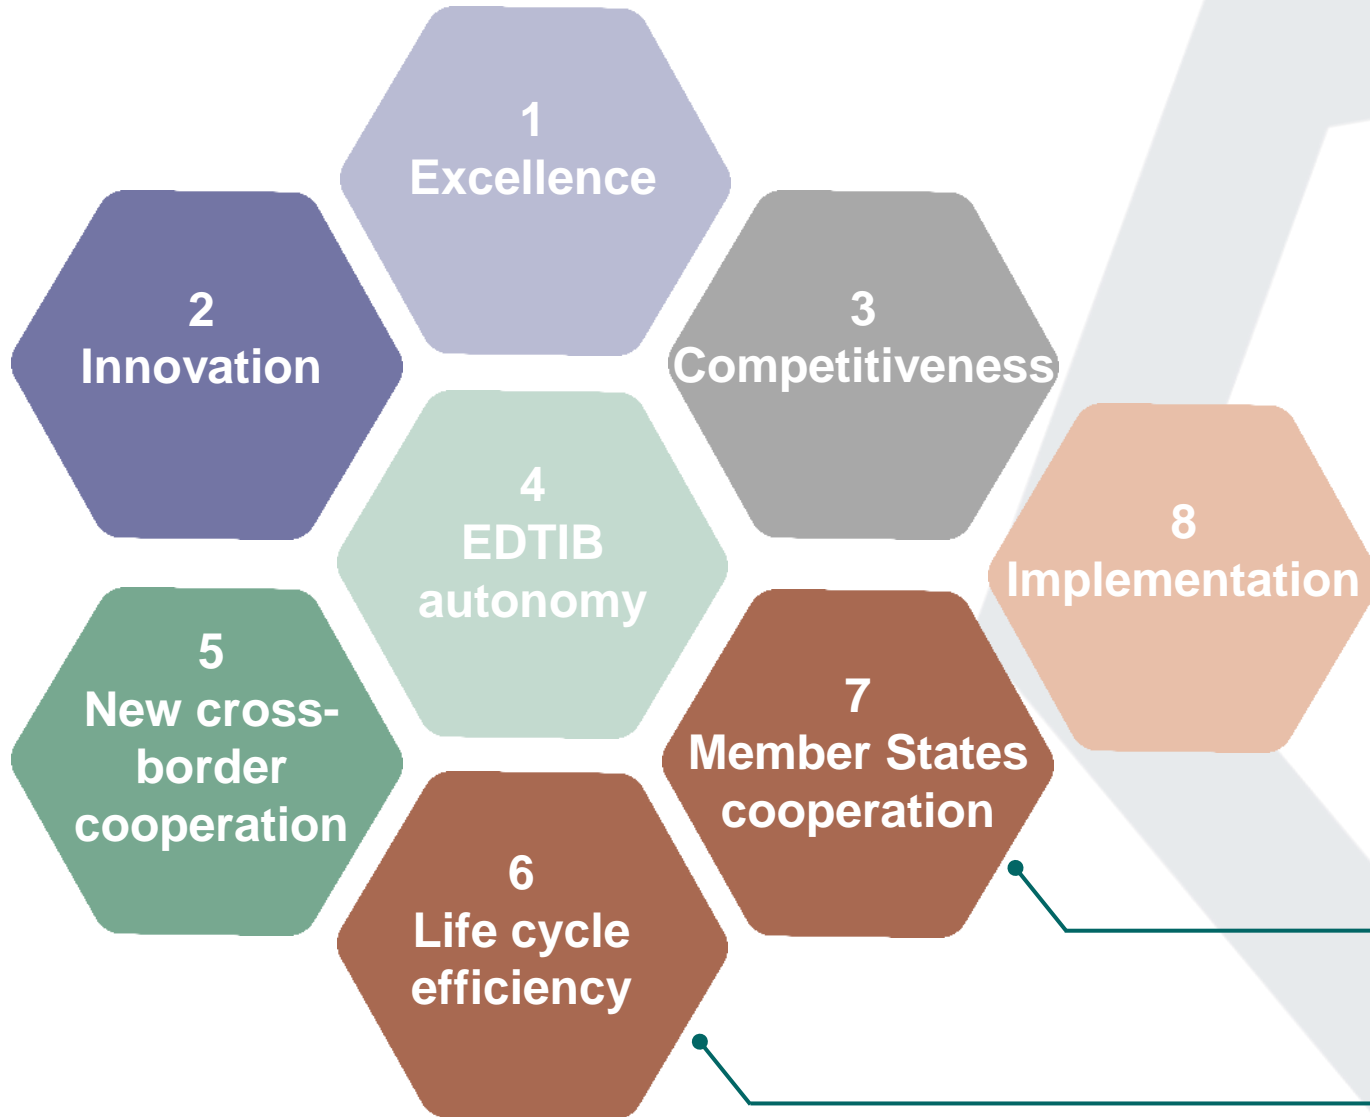 1
Excellence
2
Innovation
3
Competitiveness
4
EDTIB
autonomy
5
New cross-
border
cooperation
6
Life cycle
efficiency
7
Member States
cooperation
8
Implementation